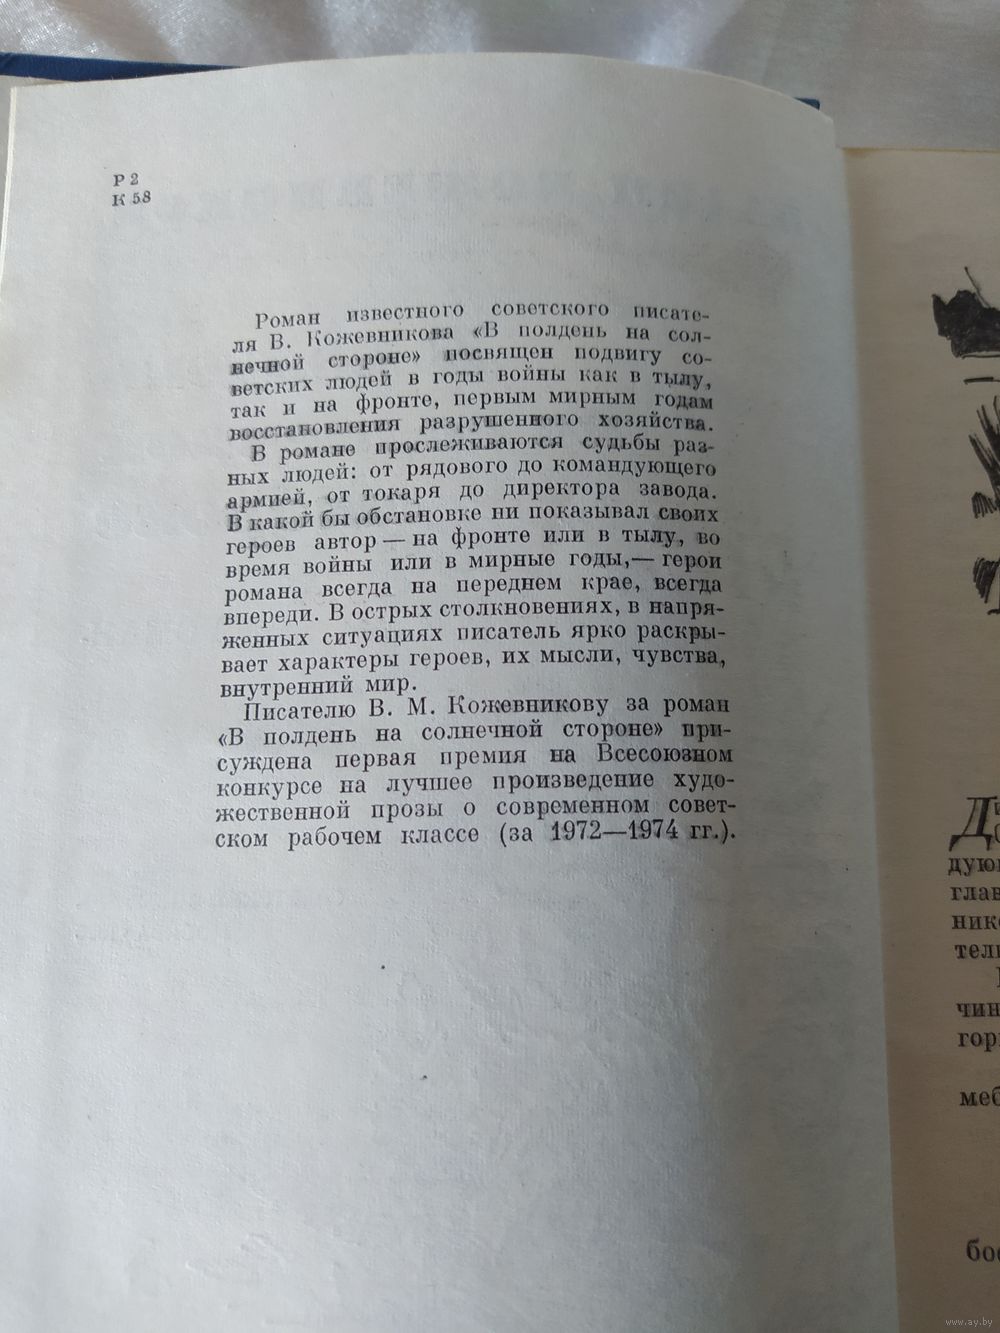 Р 2
К 58
Роман известного советского писате-
ля В. Кожевникова «В полдень на сол-
нечной стороне» посвящен подвигу со-
ветских людей в годы войны как в тылу,
так и на фронте, первым мирным годам
восстановления разрушенного хозяйства.
В романе прослеживаются судьбы раз-
ных людей: от рядового до командующего
армией, от токаря до директора завода.
В какой бы обстановке ни показывал своих
героев автор — на фронте или в тылу, во
время войны или в мирные годы,— герои
романа всегда на переднем крае, всегда
впереди. В острых столкновениях, в напря-
женных ситуациях писатель ярко раскры-
вает характеры героев, их мысли, чувства,
внутренний мир.
Писателю В. М. Кожевникову за роман
«В полдень на солнечной стороне» при-
суждена первая премия на Всесоюзном
конкурсе на лучшее произведение худо-
жественной прозы о современном совет-
ском рабочем классе (за 1972—1974 гг.).
дую
глав
ник
тел
чин
гор
меб
бо
www.ay.by